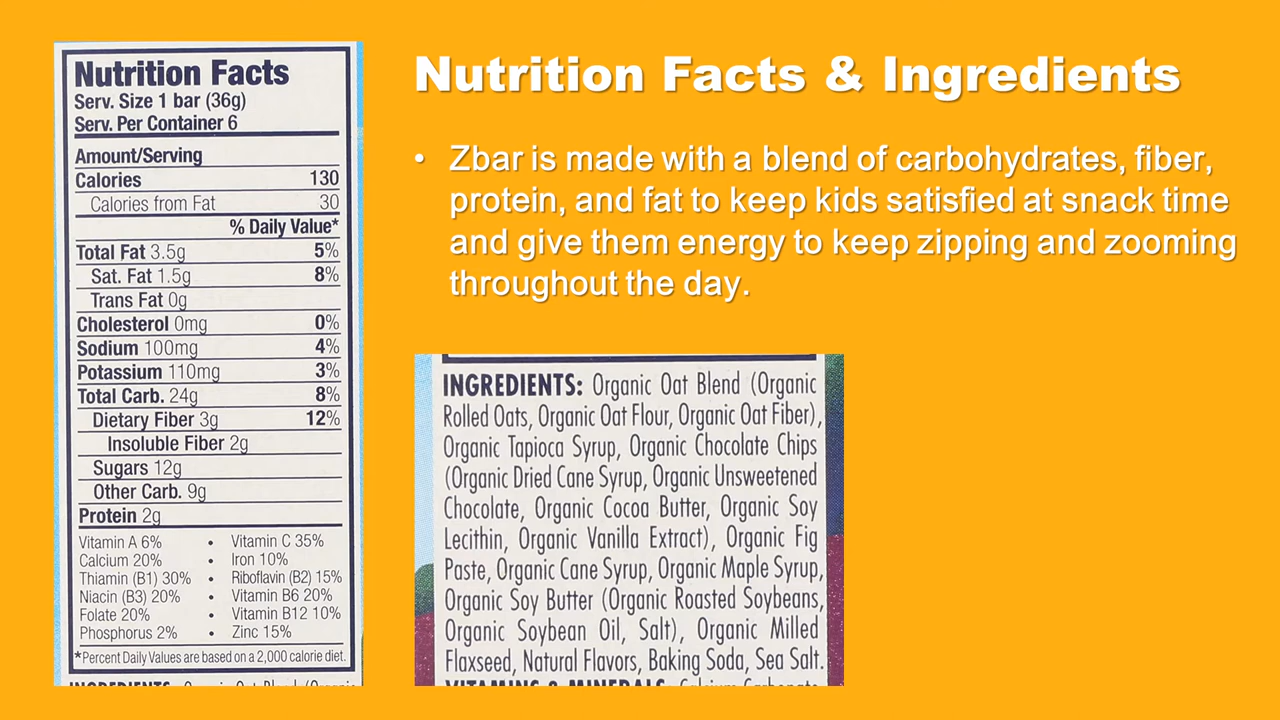 Nutrition Facts
Serv. Size 1 bar (36g)
Serv. Per Container 6
Amount/Serving
Calories 130
Calories from Fat 30
% Daily Value*
Total Fat 3.5g 5%
Sat. Fat 1.5g 8%
Trans Fat 0g
Cholesterol 0mg 0%
Sodium 100mg 4%
Potassium 110mg 3%
Total Carb. 24g 8%
Dietary Fiber 3g 12%
Insoluble Fiber 2g
Sugars 12g
Other Carb. 9g
Protein 2g
Vitamin A 6% • Vitamin C 35%
Calcium 20% • Iron 10%
Thiamin (B1) 30% • Riboflavin (B2) 15%
Niacin (B3) 20% • Vitamin B6 20%
Folate 20% • Vitamin B12 10%
Phosphorus 2% • Zinc 15%
*Percent Daily Values are based on a 2,000 calorie diet.
INGREDIENTS: Organic Oat Blend (Organic
Nutrition Facts & Ingredients
• Zbar is made with a blend of carbohydrates, fiber,
protein, and fat to keep kids satisfied at snack time
and give them energy to keep zipping and zooming
throughout the day.
INGREDIENTS: Organic Oat Blend (Organic
Rolled Oats, Organic Oat Flour, Organic Oat Fiber),
Organic Tapioca Syrup, Organic Chocolate Chips
(Organic Dried Cane Syrup, Organic Unsweetened
Chocolate, Organic Cocoa Butter, Organic Soy
Lecithin, Organic Vanilla Extract), Organic Fig
Paste, Organic Cane Syrup, Organic Maple Syrup,
Organic Soy Butter (Organic Roasted Soybeans,
Organic Soybean Oil, Salt), Organic Milled
Flaxseed, Natural Flavors, Baking Soda, Sea Salt.
VITAMINS & MINERALS: Calcium Carbonate